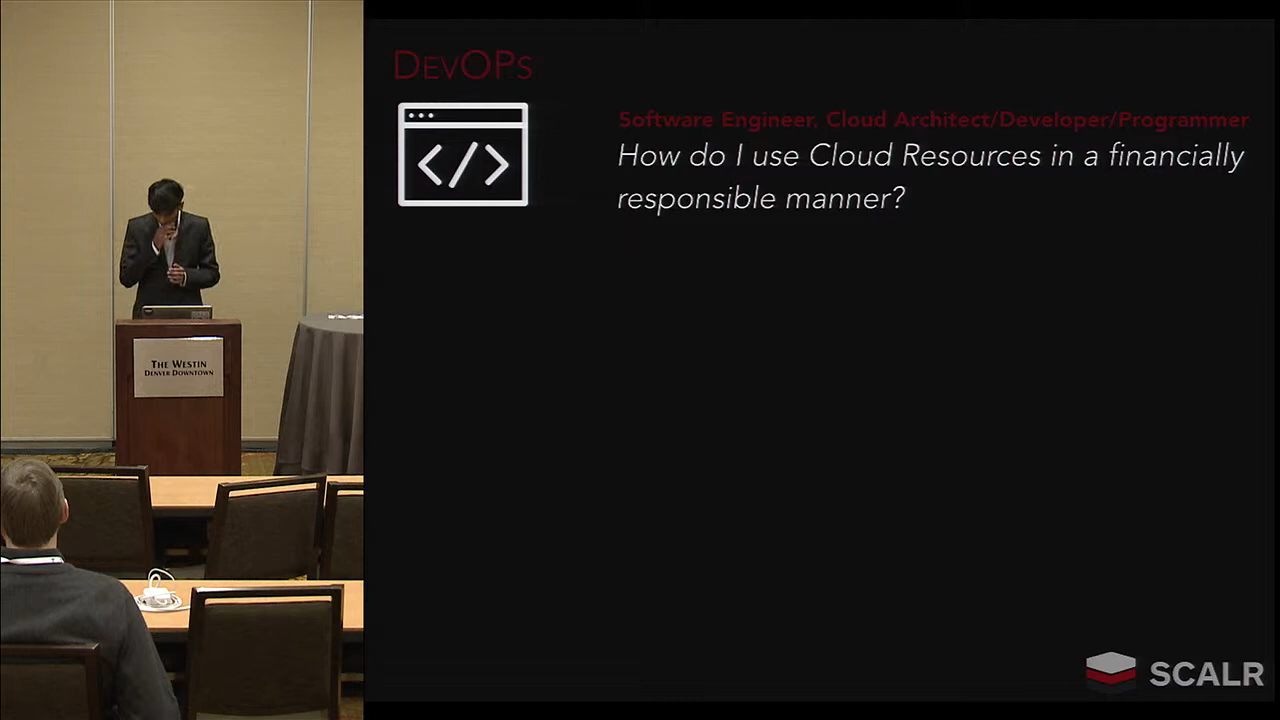 DEVOPS
</>
Software Engineer, Cloud Architect/Developer/Programmer
How do I use Cloud Resources in a financially
responsible manner?
THE WESTIN
DENVER DOWNTOWN
SCALR